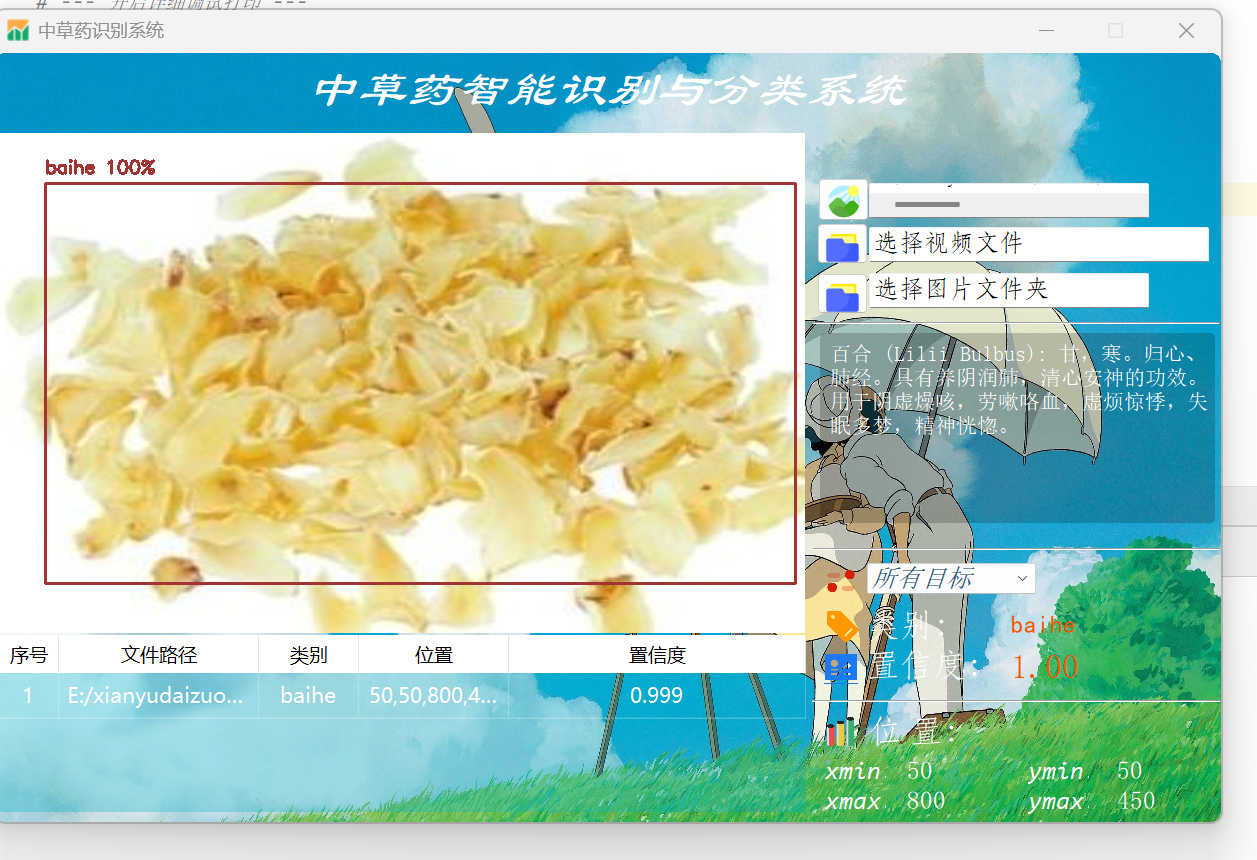 # --- 开启详细调试打印 ---
中草药识别系统
中草药智能识别与分类系统
baihe 100%
选择视频文件
选择图片文件夹
百合 (Lilii Bulbus): 甘, 寒。归心、
肺经。具有养阴润肺, 清心安神的功效。
用于阴虚燥咳, 劳嗽咯血, 虚烦惊悸, 失
眠多梦, 精神恍惚。
所有目标
类别: baihe
置信度: 1.00
位置:
xmin: 50 ymin: 50
xmax: 800 ymax: 450
序号 文件路径 类别 位置 置信度
1 E:/xianyudaizuo... baihe 50,50,800,4... 0.999